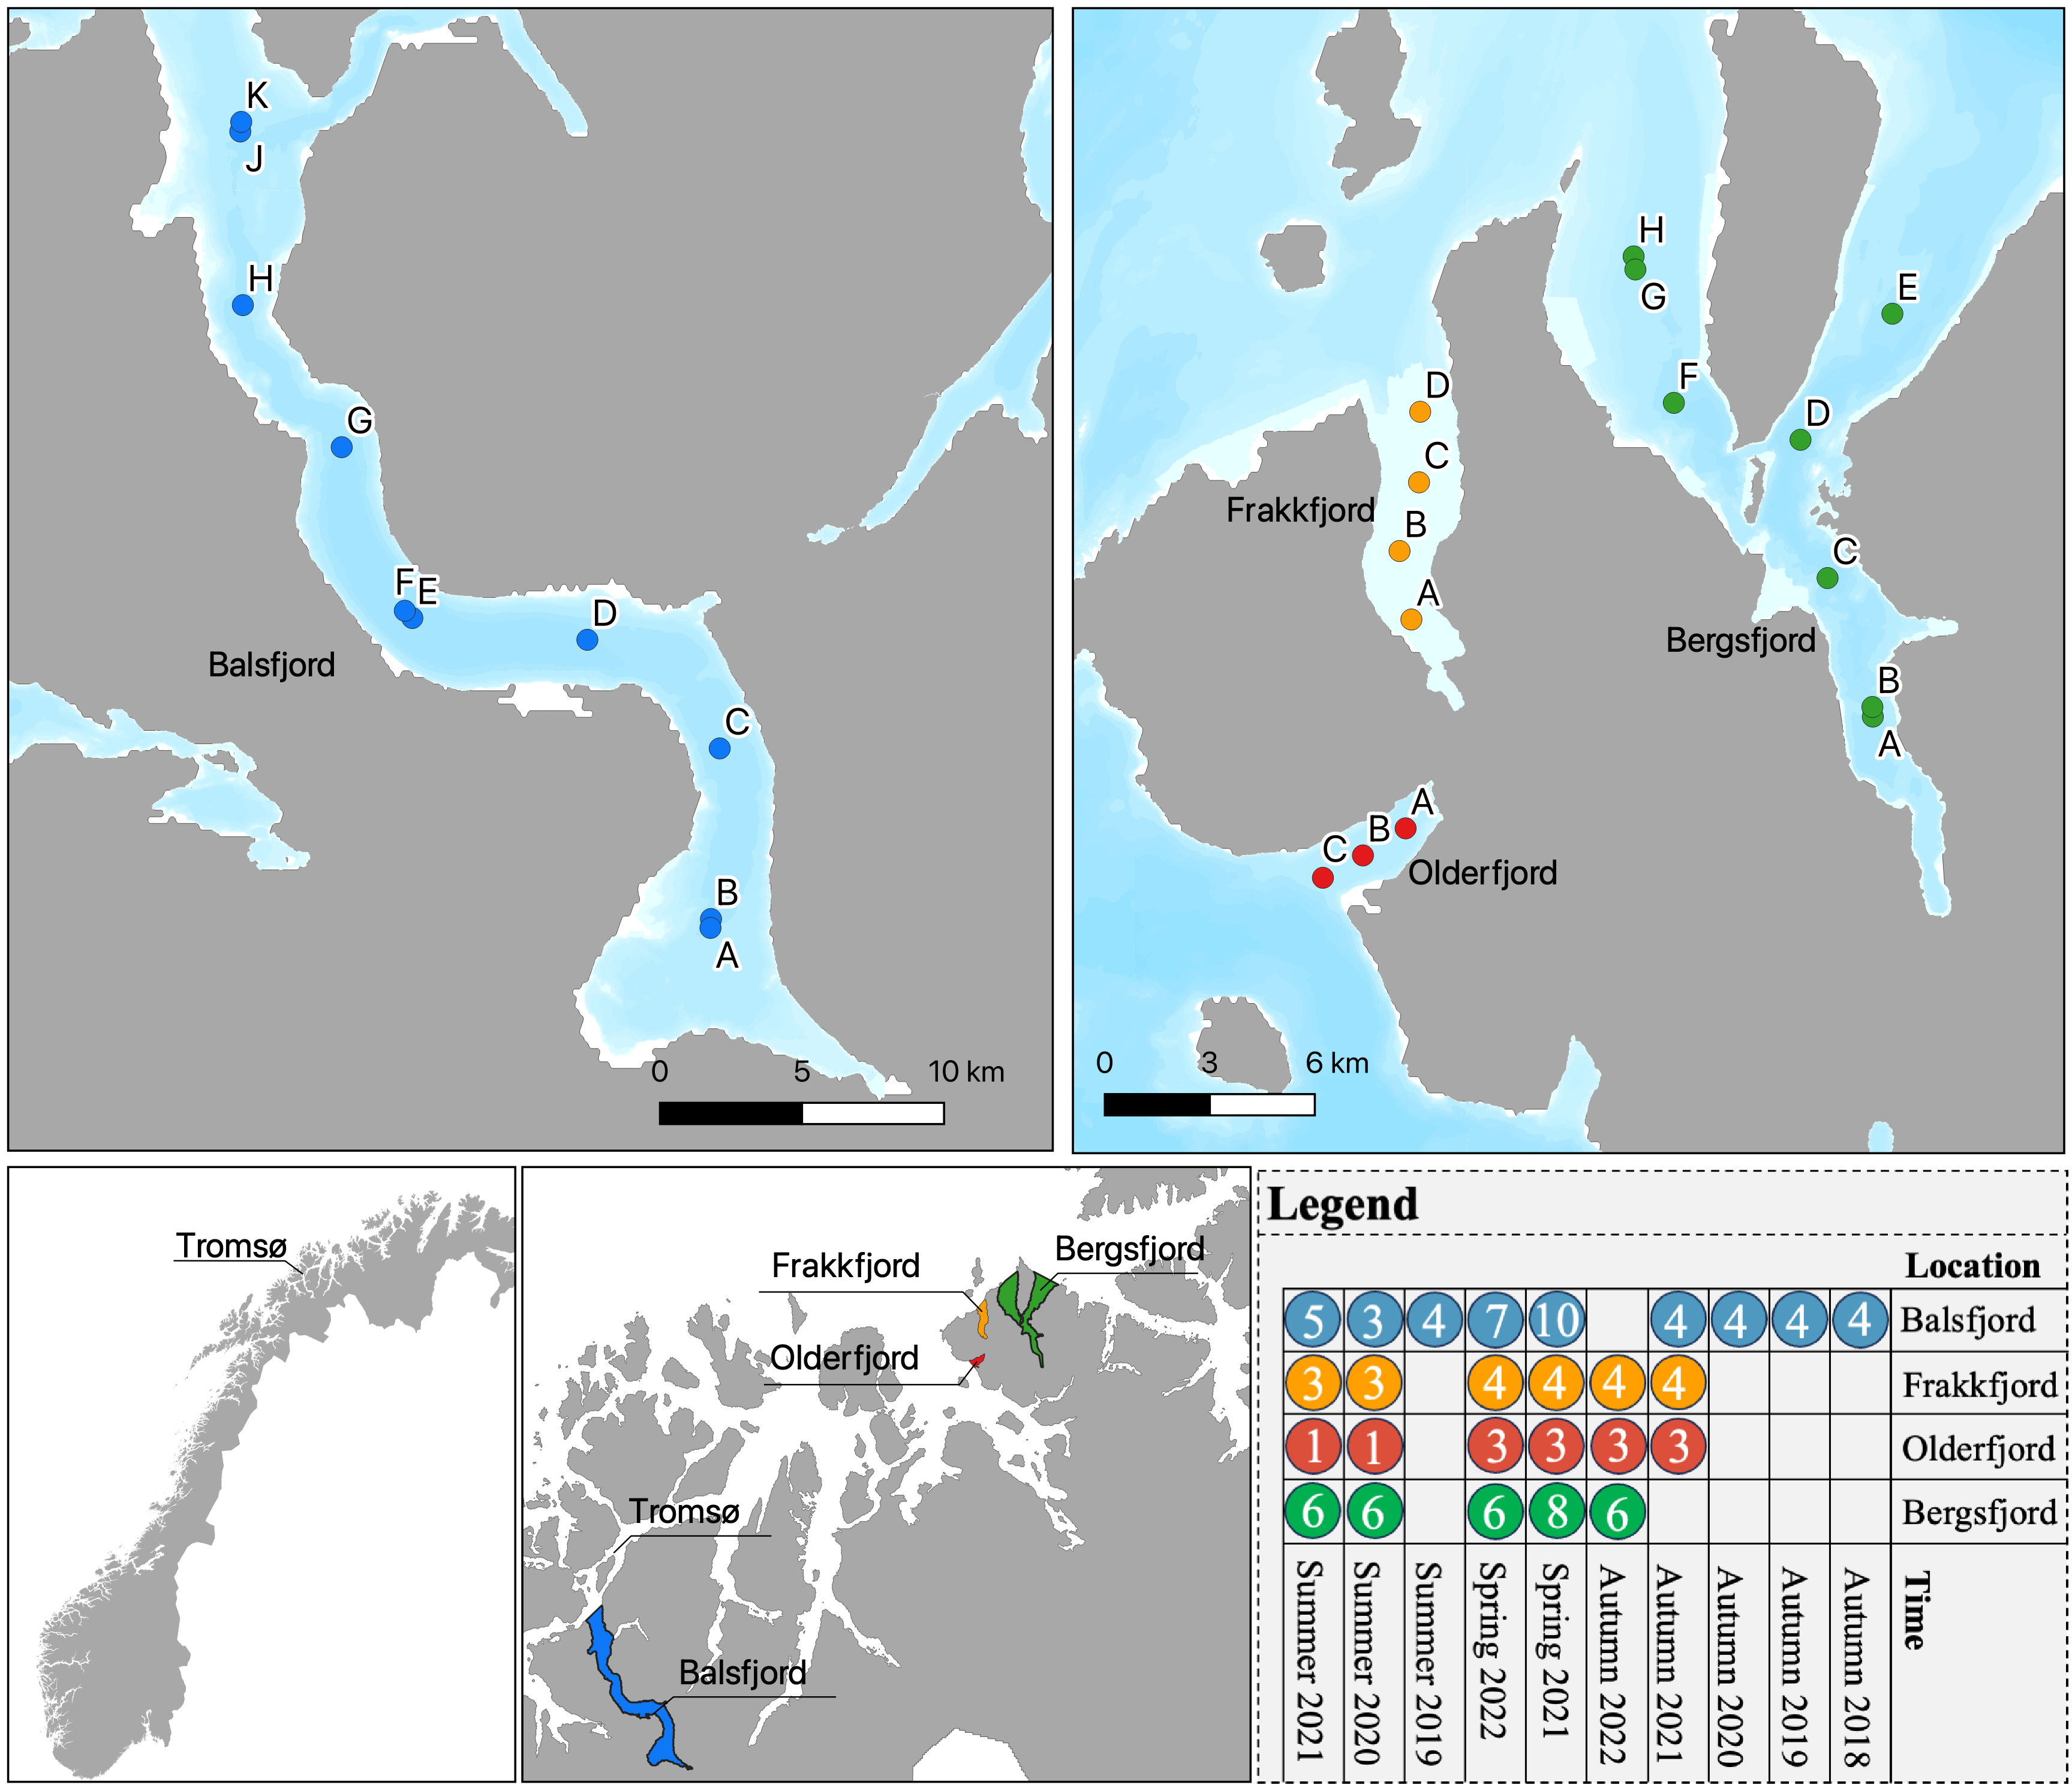 K
J
H
G
F E
D
Balsfjord
C
B
A
0 5 10 km
H
G
E
F
D
D
C
Frakkfjord
B
C
A
Bergsfjord
B
A
A
B
C
Olderfjord
0 3 6 km
Tromsø
Frakkfjord
Bergsfjord
Olderfjord
Tromsø
Balsfjord
Legend
Location
5 3 4 7 10 4 4 4 4 Balsfjord
3 3 4 4 4 4 Frakkfjord
1 1 3 3 3 3 Olderfjord
6 6 6 8 6 Bergsfjord
Summer 2021
Summer 2020
Summer 2019
Spring 2022
Spring 2021
Autumn 2022
Autumn 2021
Autumn 2020
Autumn 2019
Autumn 2018
Time